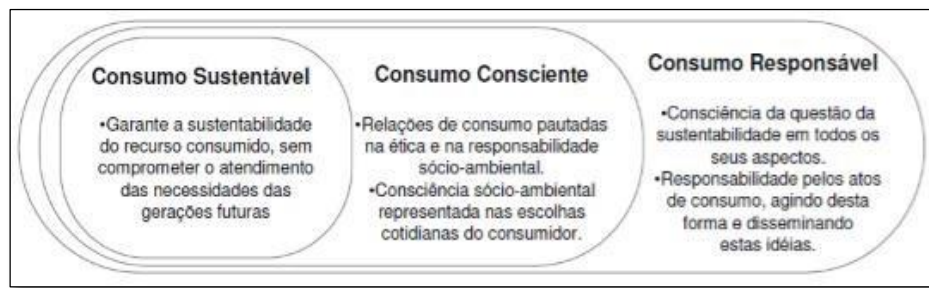 Consumo Sustentável
•Garante a sustentabilidade
do recurso consumido, sem
comprometer o atendimento
das necessidades das
gerações futuras
Consumo Consciente
•Relações de consumo pautadas
na ética e na responsabilidade
sócio-ambiental.
•Consciência sócio-ambiental
representada nas escolhas
cotidianas do consumidor.
Consumo Responsável
•Consciência da questão da
sustentabilidade em todos os
seus aspectos.
•Responsabilidade pelos atos
de consumo, agindo desta
forma e disseminando
estas idéias.